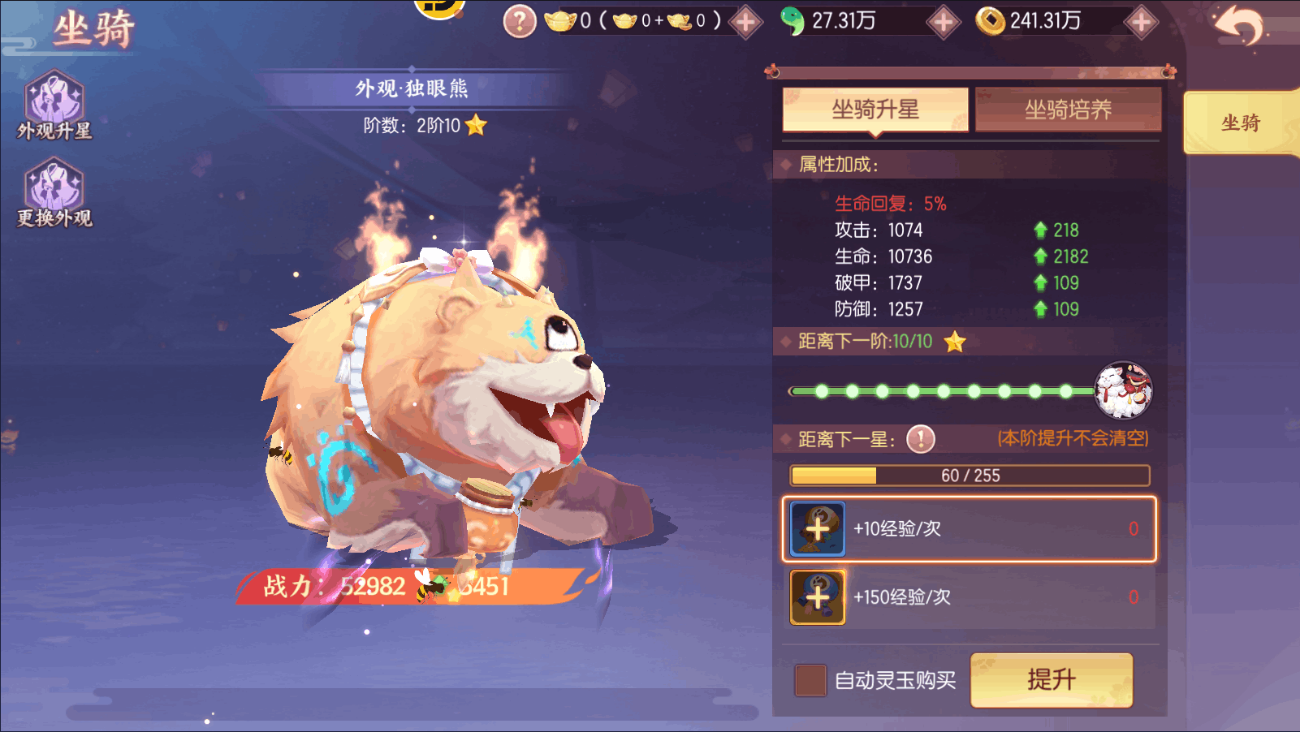 坐骑
0 ( 0 + 0 )
27.31万
241.31万
外观升星
更换外观
外观·独眼熊
阶数：2阶10
战力：52982
坐骑升星
坐骑培养
坐骑
属性加成：
生命回复：5%
攻击：1074 218
生命：10736 2182
破甲：1737 109
防御：1257 109
距离下一阶:10/10
距离下一星：
(本阶提升不会清空)
60 / 255
+10经验/次 0
+150经验/次 0
自动灵玉购买
提升